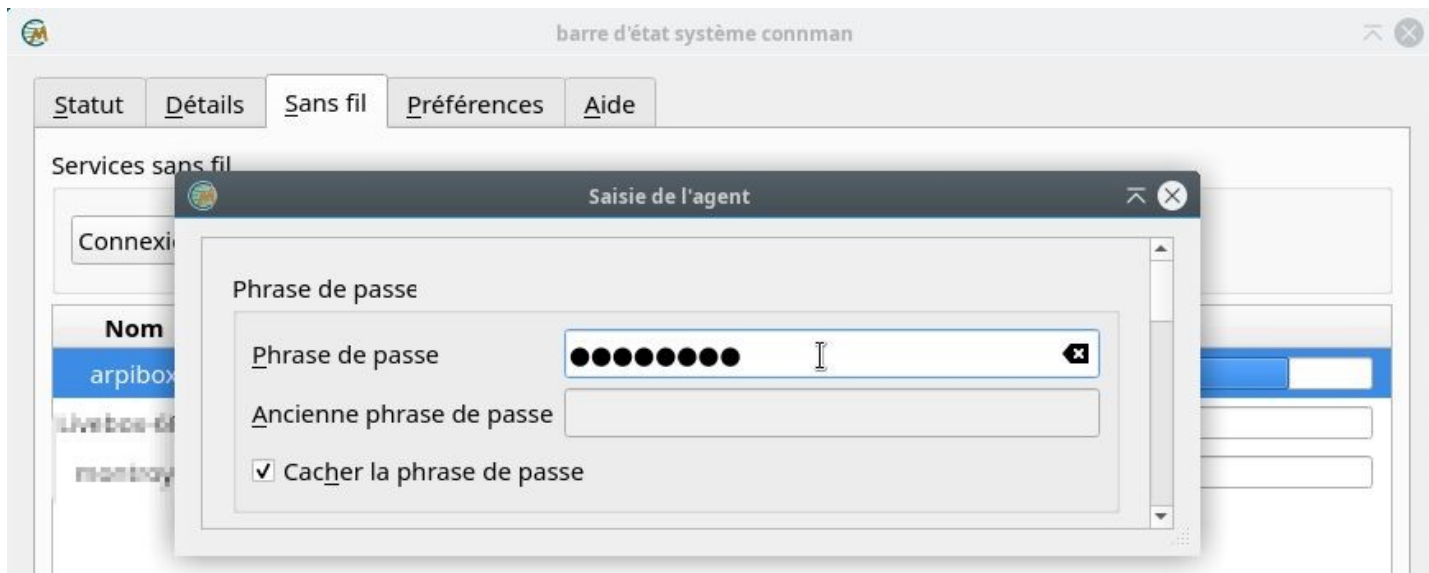 barre d'état système connman
Statut Détails Sans fil Préférences Aide
Services sans fil
Saisie de l'agent
Connexi
Phrase de passe
Nom
Phrase de passe ●●●●●●●●
arpibox
Ancienne phrase de passe
Cacher la phrase de passe